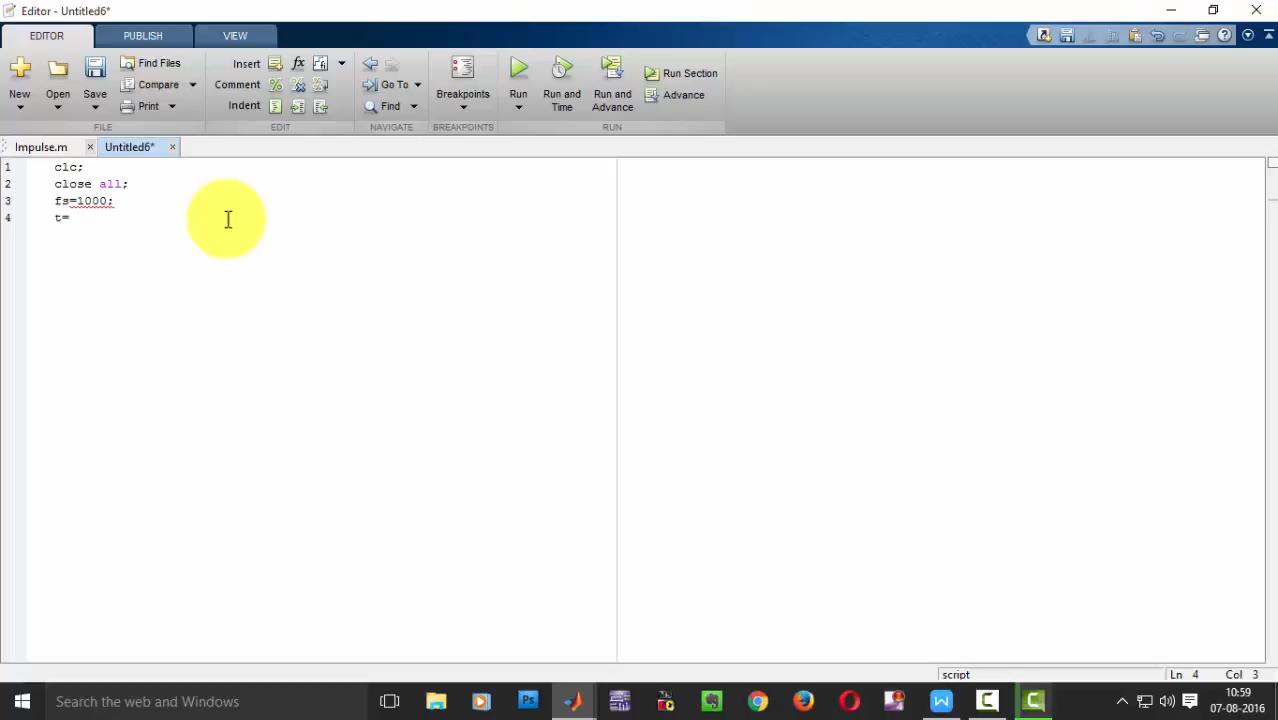 Editor - Untitled6*
EDITOR PUBLISH VIEW
New Open Save Find Files Compare Print
Insert fx Comment Indent
Go To Find
Breakpoints
Run Run and Time Run and Advance Run Section Advance
FILE EDIT NAVIGATE BREAKPOINTS RUN
Impulse.m Untitled6*
1 clc;
2 close all;
3 fs=1000;
4 t=
script Ln 4 Col 3
Search the web and Windows
Ps
W
10:59
07-08-2016